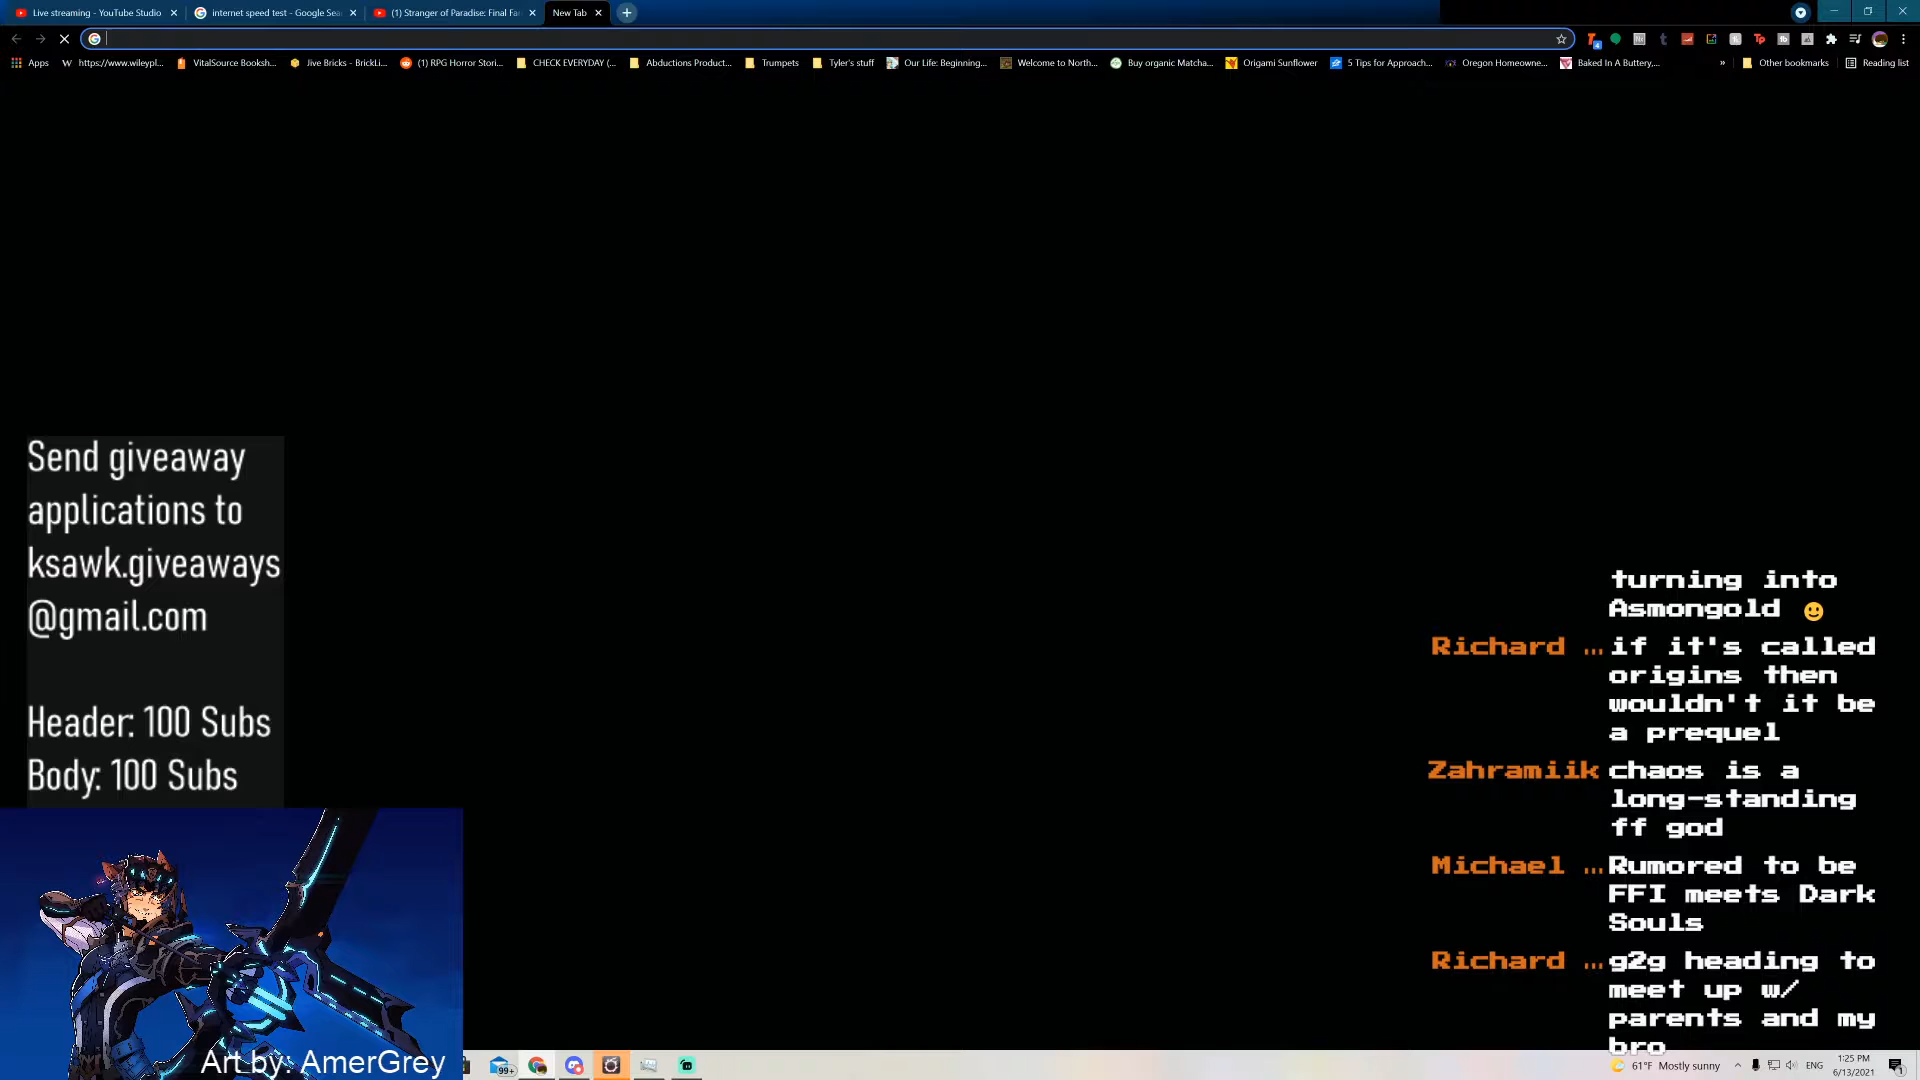 Live streaming - YouTube Studio
internet speed test - Google Sea
(1) Stranger of Paradise: Final Fan
New Tab
Apps
https://www.wileypl...
VitalSource Booksh...
Jive Bricks - BrickLi...
(1) RPG Horror Stori...
CHECK EVERYDAY (...
Abductions Product...
Trumpets
Tyler's stuff
Our Life: Beginning...
Welcome to North...
Buy organic Matcha...
Origami Sunflower
5 Tips for Approach...
Oregon Homeowne...
Baked In A Buttery,...
»
Other bookmarks
Reading list
Send giveaway
applications to
ksawk.giveaways
@gmail.com
Header: 100 Subs
Body: 100 Subs
turning into
Asmongold
Richard ... if it's called
origins then
wouldn't it be
a prequel
Zahramiik chaos is a
long-standing
ff god
Michael ... Rumored to be
FFI meets Dark
Souls
Richard ... g2g heading to
meet up w/
parents and my
bro
Art by: AmerGrey
99+
61°F Mostly sunny
ENG
1:25 PM
6/13/2021